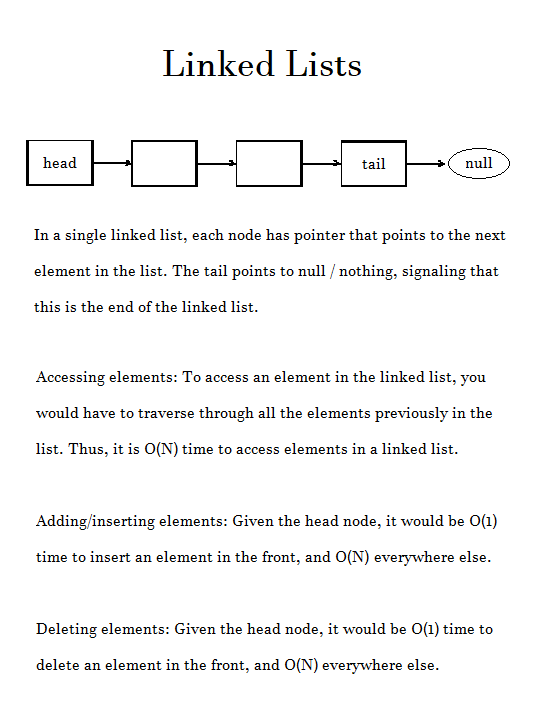 Linked Lists
head tail null
In a single linked list, each node has pointer that points to the next
element in the list. The tail points to null / nothing, signaling that
this is the end of the linked list.
Accessing elements: To access an element in the linked list, you
would have to traverse through all the elements previously in the
list. Thus, it is O(N) time to access elements in a linked list.
Adding/inserting elements: Given the head node, it would be O(1)
time to insert an element in the front, and O(N) everywhere else.
Deleting elements: Given the head node, it would be O(1) time to
delete an element in the front, and O(N) everywhere else.